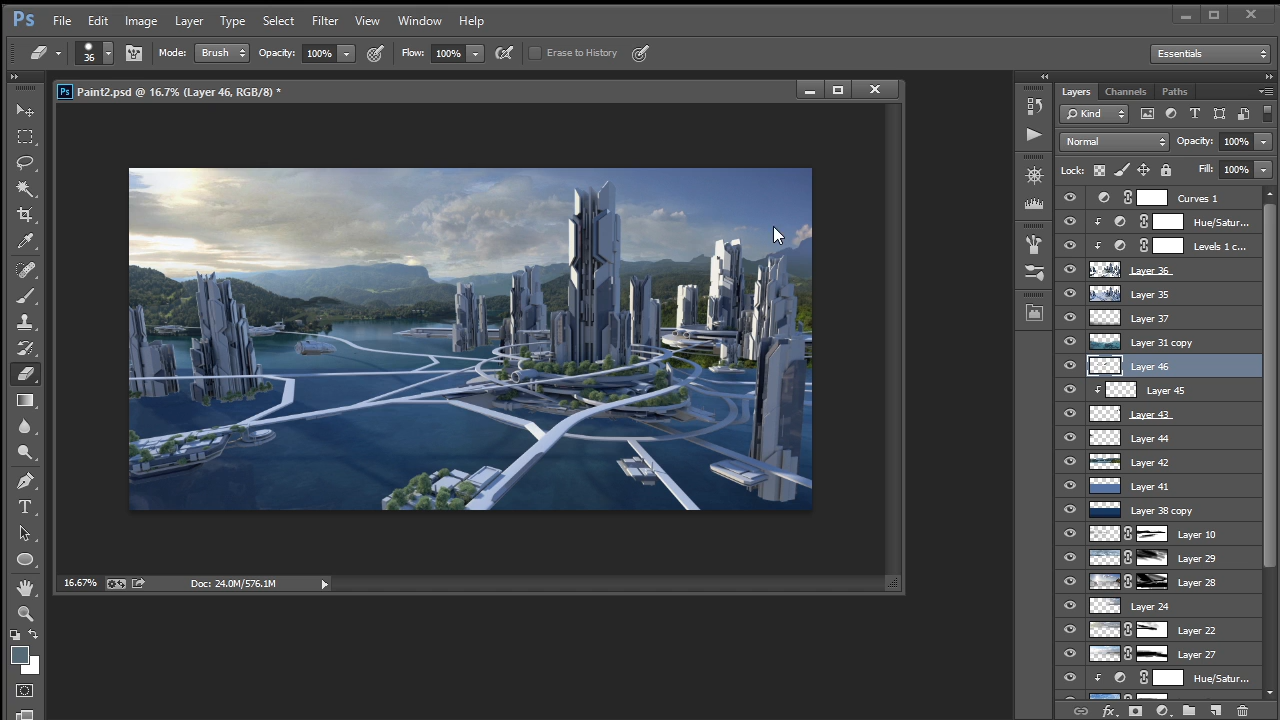 Ps File Edit Image Layer Type Select Filter View Window Help
36 Mode: Brush Opacity: 100% Flow: 100% Erase to History Essentials
Ps Paint2.psd @ 16.7% (Layer 46, RGB/8) *
Layers Channels Paths
Kind
Normal Opacity: 100%
Lock: Fill: 100%
Curves 1
Hue/Satur...
Levels 1 c...
Layer 36
Layer 35
Layer 37
Layer 31 copy
Layer 46
Layer 45
Layer 43
Layer 44
Layer 42
Layer 41
Layer 38 copy
Layer 10
Layer 29
Layer 28
Layer 24
Layer 22
Layer 27
Hue/Satur...
16.67% Doc: 24.0M/576.1M
fx